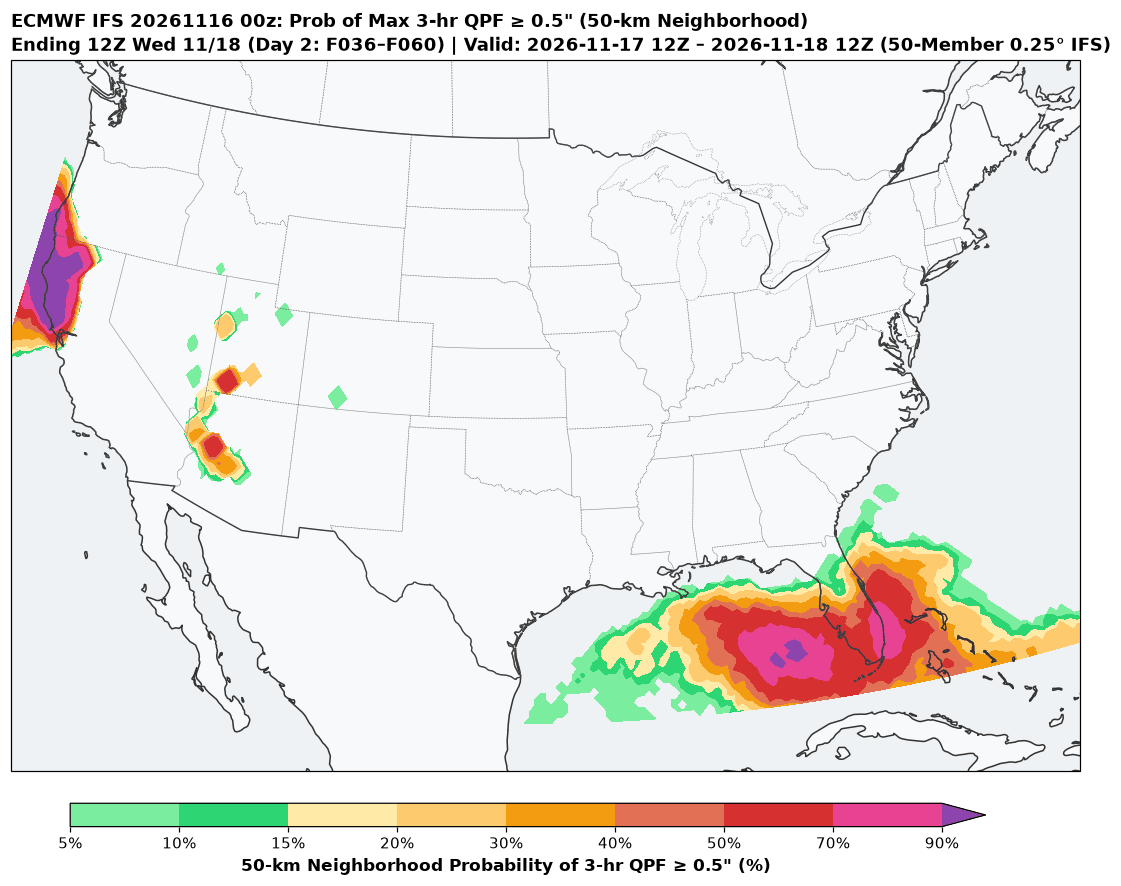 ECMWF IFS 20261116 00z: Prob of Max 3-hr QPF ≥ 0.5" (50-km Neighborhood)
Ending 12Z Wed 11/18 (Day 2: F036–F060) | Valid: 2026-11-17 12Z – 2026-11-18 12Z (50-Member 0.25° IFS)
5% 10% 15% 20% 30% 40% 50% 70% 90%
50-km Neighborhood Probability of 3-hr QPF ≥ 0.5" (%)